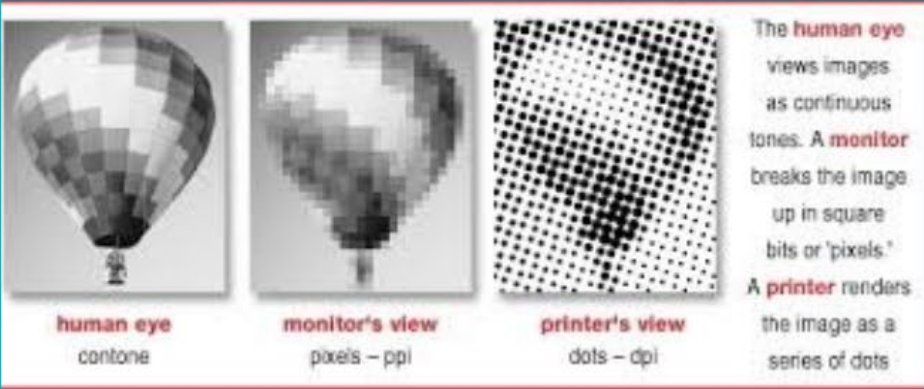 human eye
contone
monitor's view
pixels – ppi
printer's view
dots – dpi
The human eye
views images
as continuous
tones. A monitor
breaks the image
up in square
bits or 'pixels.'
A printer renders
the image as a
series of dots